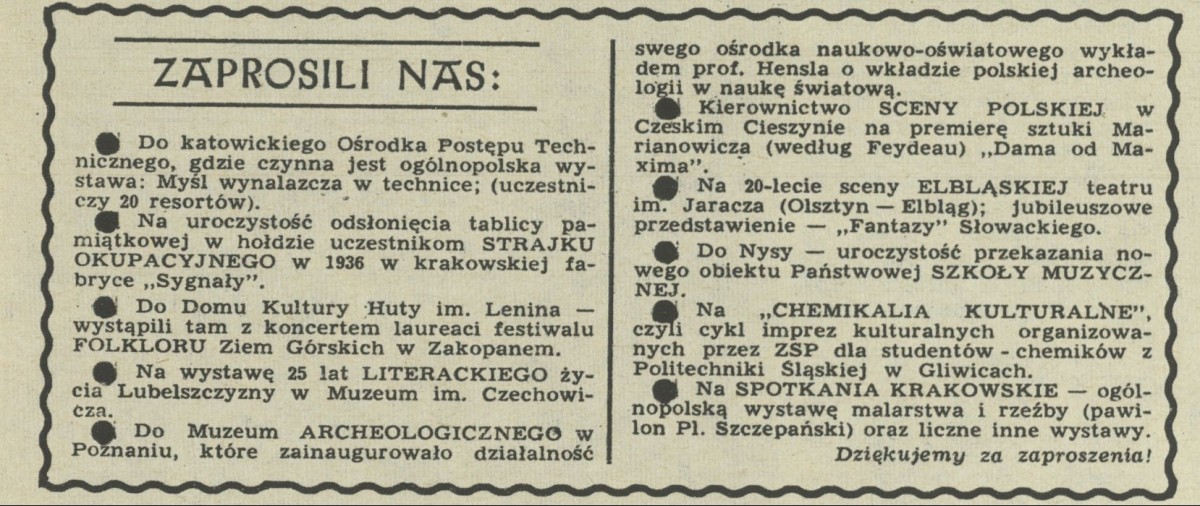 ZAPROSILI NAS:
● Do katowickiego Ośrodka Postępu Tech-
nicznego, gdzie czynna jest ogólnopolska wy-
stawa: Myśl wynalazcza w technice; (uczestni-
czy 20 resortów).
● Na uroczystość odsłonięcia tablicy pa-
miątkowej w hołdzie uczestnikom STRAJKU
OKUPACYJNEGO w 1936 w krakowskiej fa-
bryce „Sygnały”.
● Do Domu Kultury Huty im. Lenina —
wystąpili tam z koncertem laureaci festiwalu
FOLKLORU Ziem Górskich w Zakopanem.
● Na wystawę 25 lat LITERACKIEGO ży-
cia Lubelszczyzny w Muzeum im. Czechowi-
cza.
● Do Muzeum ARCHEOLOGICZNEGO w
Poznaniu, które zainaugurowało działalność
swego ośrodka naukowo-oświatowego wykła-
dem prof. Hensla o wkładzie polskiej archeo-
logii w naukę światową.
● Kierownictwo SCENY POLSKIEJ w
Czeskim Cieszynie na premierę sztuki Ma-
rianowicza (według Feydeau) „Dama od Ma-
xima”.
● Na 20-lecie sceny ELBLĄSKIEJ teatru
im. Jaracza (Olsztyn — Elbląg); jubileuszowe
przedstawienie — „Fantazy” Słowackiego.
● Do Nysy — uroczystość przekazania no-
wego obiektu Państwowej SZKOŁY MUZYCZ-
NEJ.
● Na „CHEMIKALIA KULTURALNE”,
czyli cykl imprez kulturalnych organizowa-
nych przez ZSP dla studentów - chemików z
Politechniki Śląskiej w Gliwicach.
● Na SPOTKANIA KRAKOWSKIE — ogól-
nopolską wystawę malarstwa i rzeźby (pawi-
lon Pl. Szczepański) oraz liczne inne wystawy.
Dziękujemy za zaproszenia!